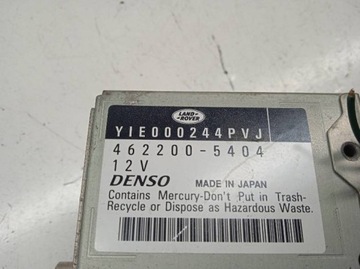 LAND
ROVER
YIE000244PVJ
462200-5404
12V
DENSO MADE IN JAPAN
Contains Mercury-Don't Put in Trash-
Recycle or Dispose as Hazardous Waste.